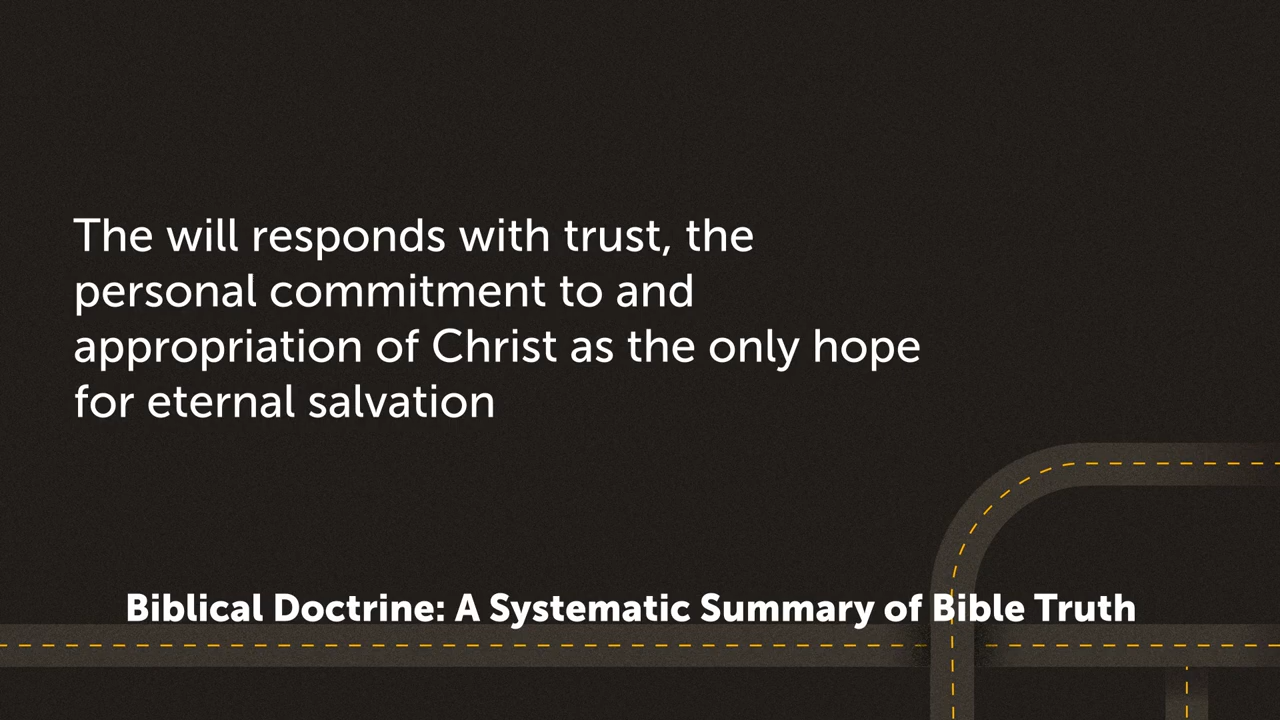 The will responds with trust, the
personal commitment to and
appropriation of Christ as the only hope
for eternal salvation
Biblical Doctrine: A Systematic Summary of Bible Truth